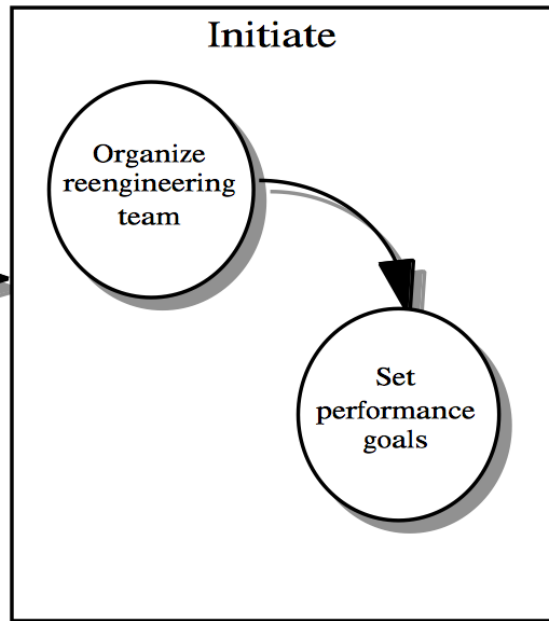 Initiate
Organize
reengineering
team
Set
performance
goals